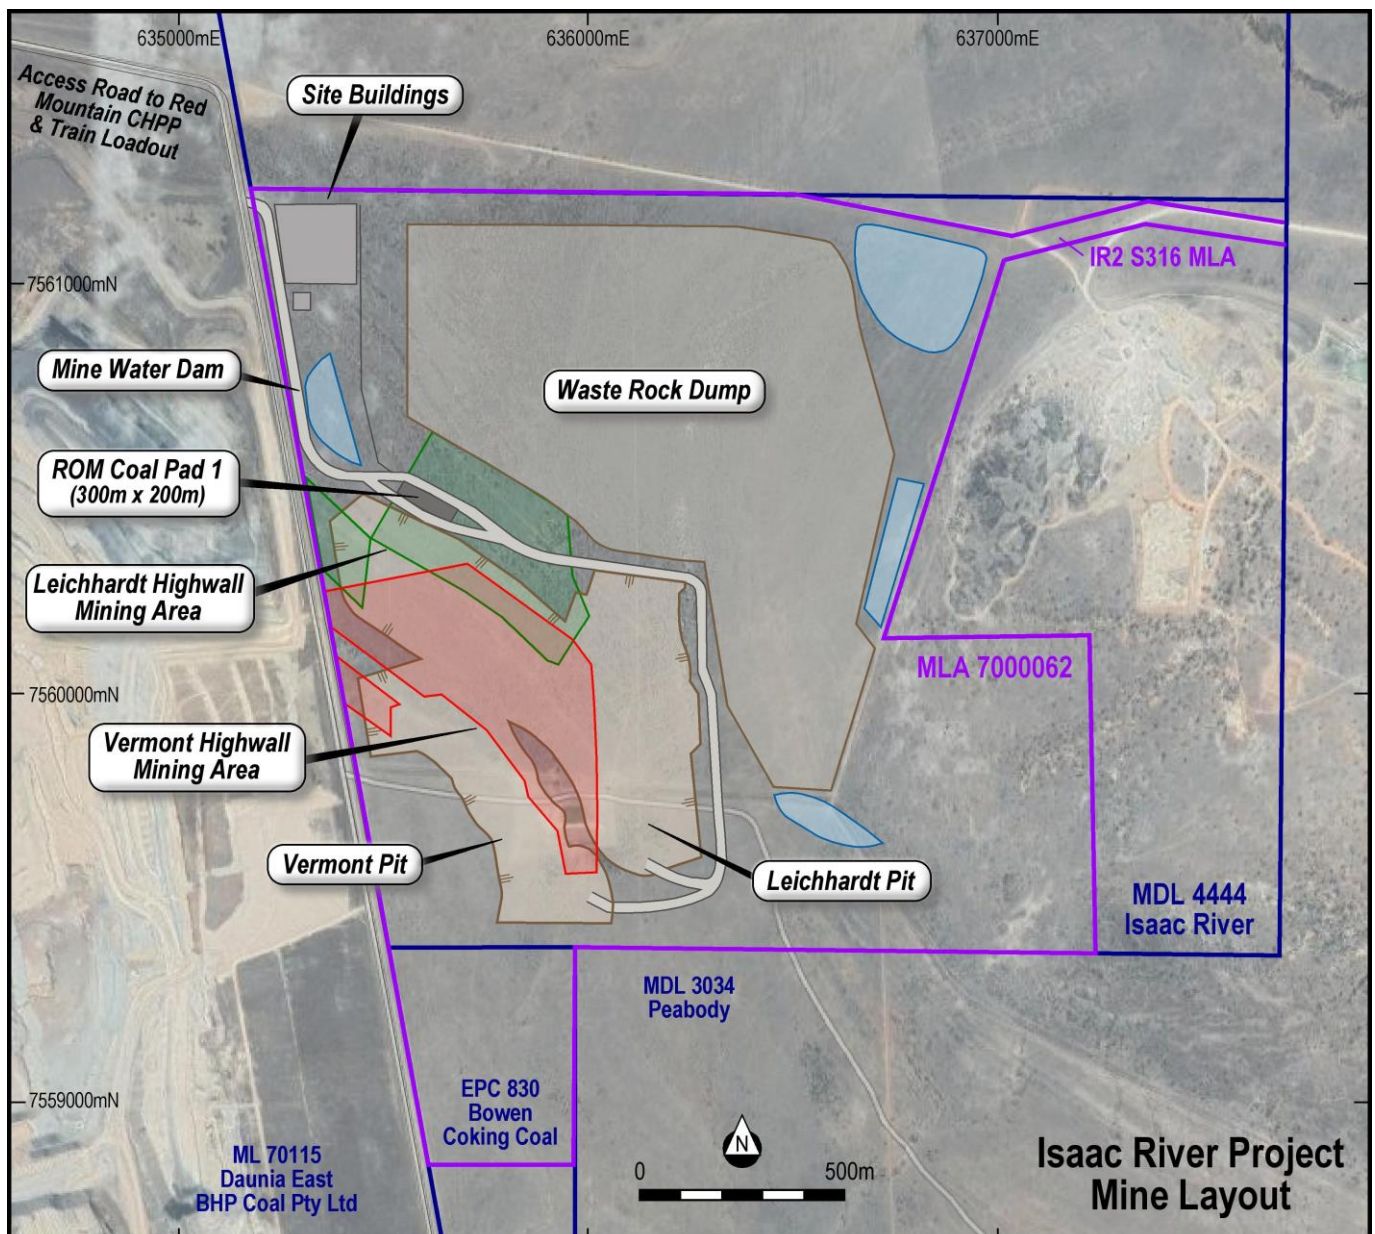 635000mE
636000mE
637000mE
Access Road to Red
Mountain CHPP
& Train Loadout
Site Buildings
IR2 S316 MLA
7561000mN
Mine Water Dam
Waste Rock Dump
ROM Coal Pad 1
(300m x 200m)
Leichhardt Highwall
Mining Area
MLA 7000062
7560000mN
Vermont Highwall
Mining Area
Vermont Pit
Leichhardt Pit
MDL 4444
Isaac River
MDL 3034
Peabody
7559000mN
EPC 830
Bowen
Coking Coal
ML 70115
Daunia East
BHP Coal Pty Ltd
N
0
500m
Isaac River Project
Mine Layout